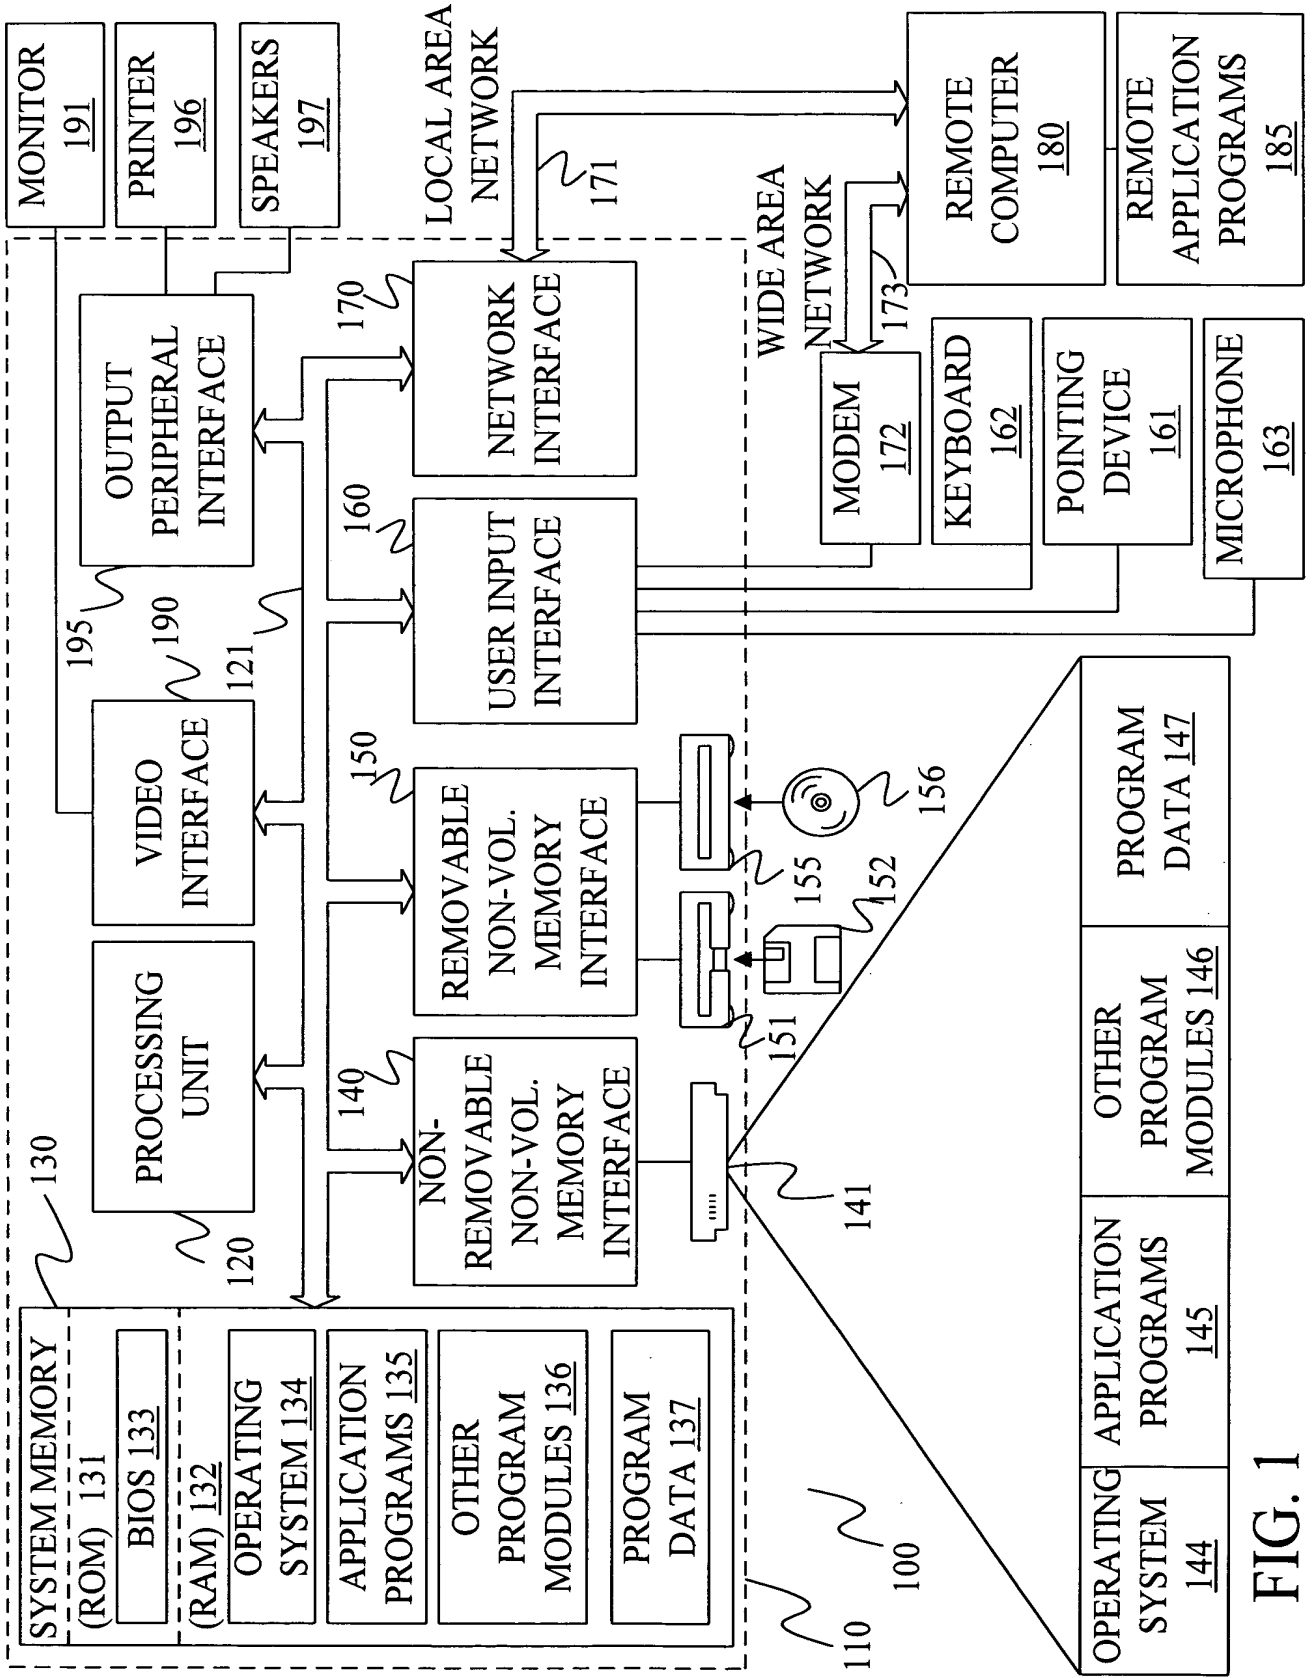 SYSTEM MEMORY
130
(ROM) 131
BIOS 133
(RAM) 132
OPERATING
SYSTEM 134
APPLICATION
PROGRAMS 135
OTHER
PROGRAM
MODULES 136
PROGRAM
DATA 137
120
PROCESSING
UNIT
VIDEO
INTERFACE
190
121
195
OUTPUT
PERIPHERAL
INTERFACE
MONITOR
191
PRINTER
196
SPEAKERS
197
140
NON-
REMOVABLE
NON-VOL.
MEMORY
INTERFACE
150
REMOVABLE
NON-VOL.
MEMORY
INTERFACE
160
USER INPUT
INTERFACE
170
NETWORK
INTERFACE
LOCAL AREA
NETWORK
171
WIDE AREA
NETWORK
173
141
151
152
155
156
MODEM
172
KEYBOARD
162
POINTING
DEVICE
161
MICROPHONE
163
REMOTE
COMPUTER
180
REMOTE
APPLICATION
PROGRAMS
185
110
100
OPERATING
SYSTEM
144
APPLICATION
PROGRAMS
145
OTHER
PROGRAM
MODULES 146
PROGRAM
DATA 147
FIG. 1